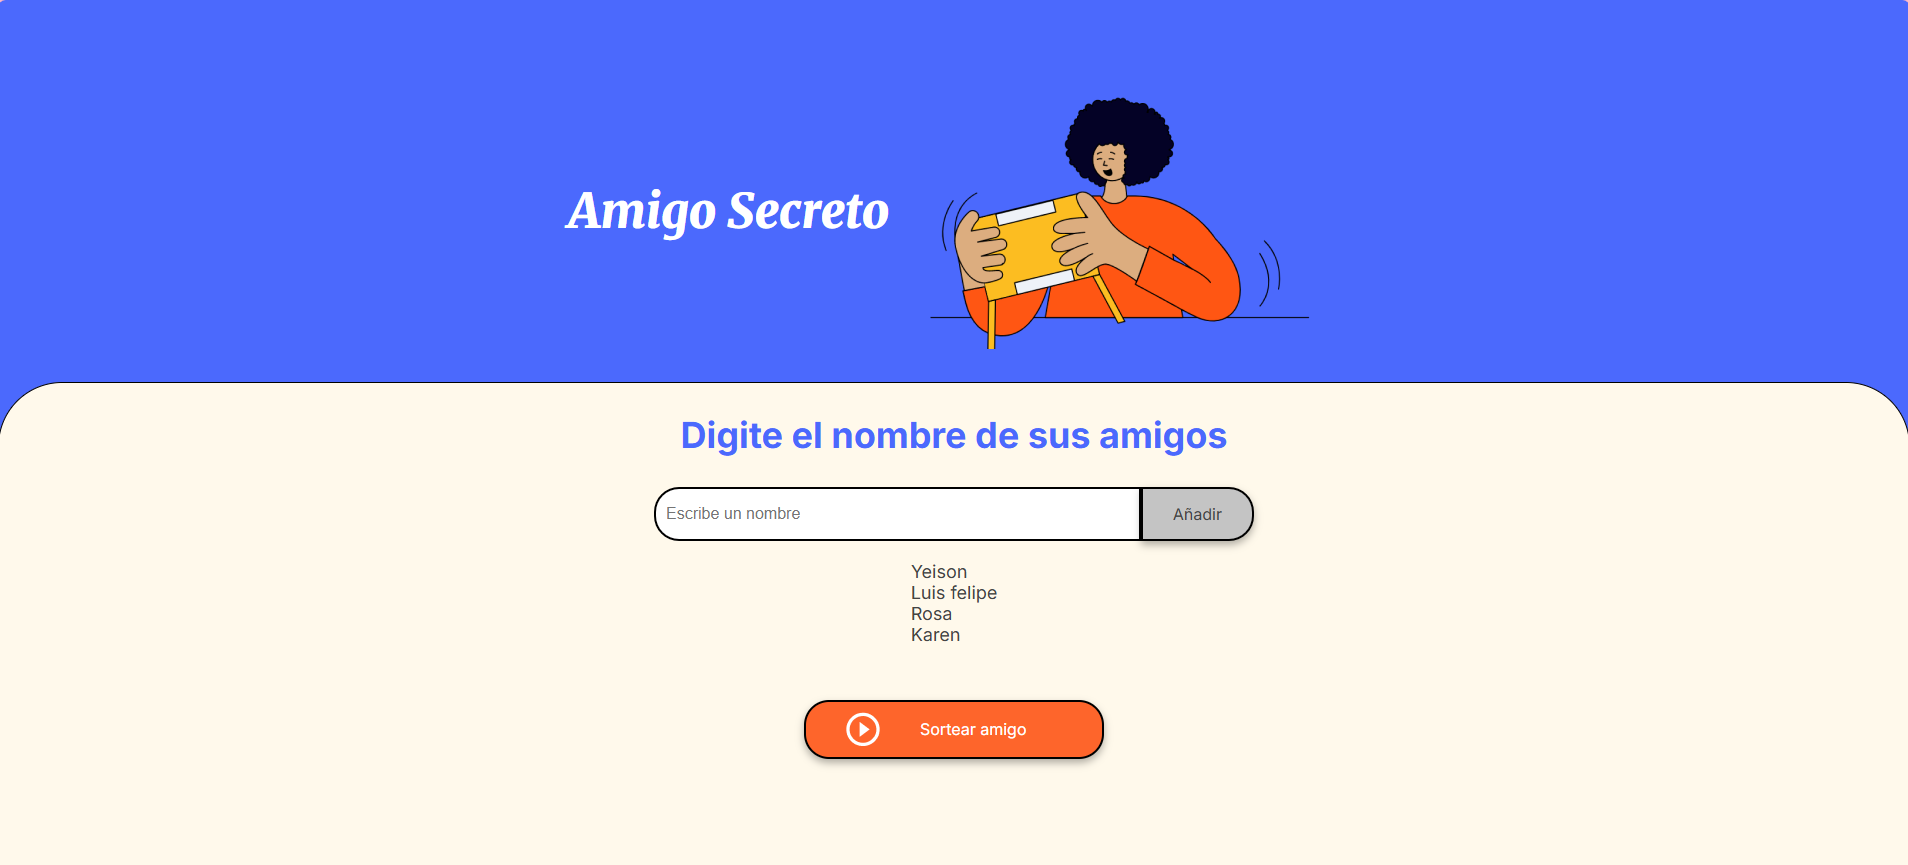 Amigo Secreto
Digite el nombre de sus amigos
Escribe un nombre
Añadir
Yeison
Luis felipe
Rosa
Karen
Sortear amigo